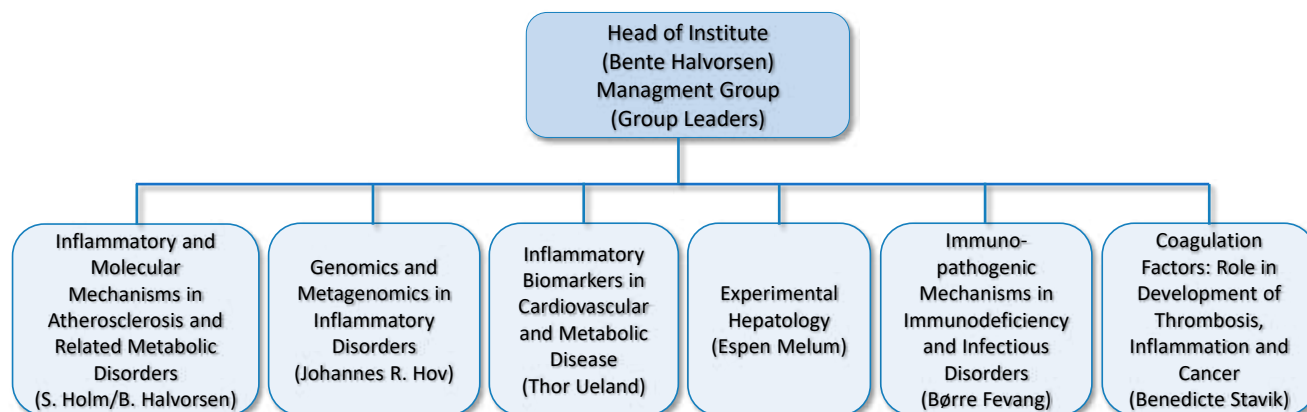 Head of Institute
(Bente Halvorsen)
Managment Group
(Group Leaders)
Inflammatory and
Molecular
Mechanisms in
Atherosclerosis and
Related Metabolic
Disorders
(S. Holm/B. Halvorsen)
Genomics and
Metagenomics in
Inflammatory
Disorders
(Johannes R. Hov)
Inflammatory
Biomarkers in
Cardiovascular
and Metabolic
Disease
(Thor Ueland)
Experimental
Hepatology
(Espen Melum)
Immuno-
pathogenic
Mechanisms in
Immunodeficiency
and Infectious
Disorders
(Børre Fevang)
Coagulation
Factors: Role in
Development of
Thrombosis,
Inflammation and
Cancer
(Benedicte Stavik)